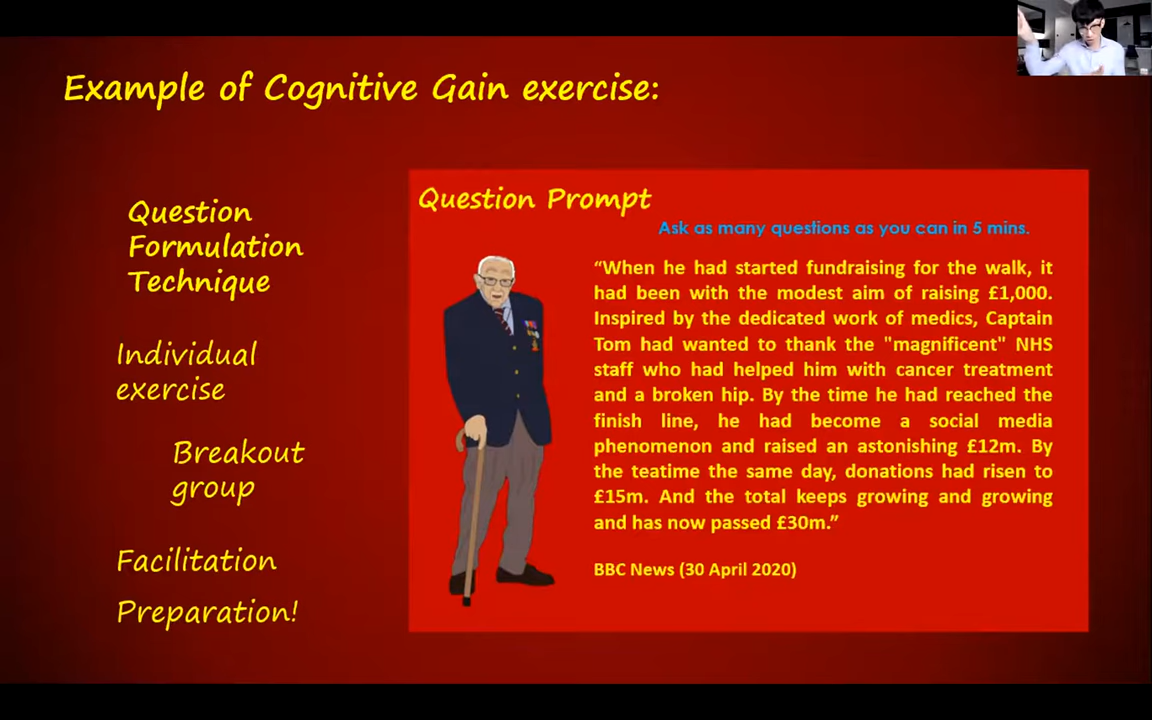 Example of Cognitive Gain exercise:
Question
Formulation
Technique
Individual
exercise
Breakout
group
Facilitation
Preparation!
Question Prompt
Ask as many questions as you can in 5 mins.
“When he had started fundraising for the walk, it
had been with the modest aim of raising £1,000.
Inspired by the dedicated work of medics, Captain
Tom had wanted to thank the "magnificent" NHS
staff who had helped him with cancer treatment
and a broken hip. By the time he had reached the
finish line, he had become a social media
phenomenon and raised an astonishing £12m. By
the teatime the same day, donations had risen to
£15m. And the total keeps growing and growing
and has now passed £30m.”
BBC News (30 April 2020)